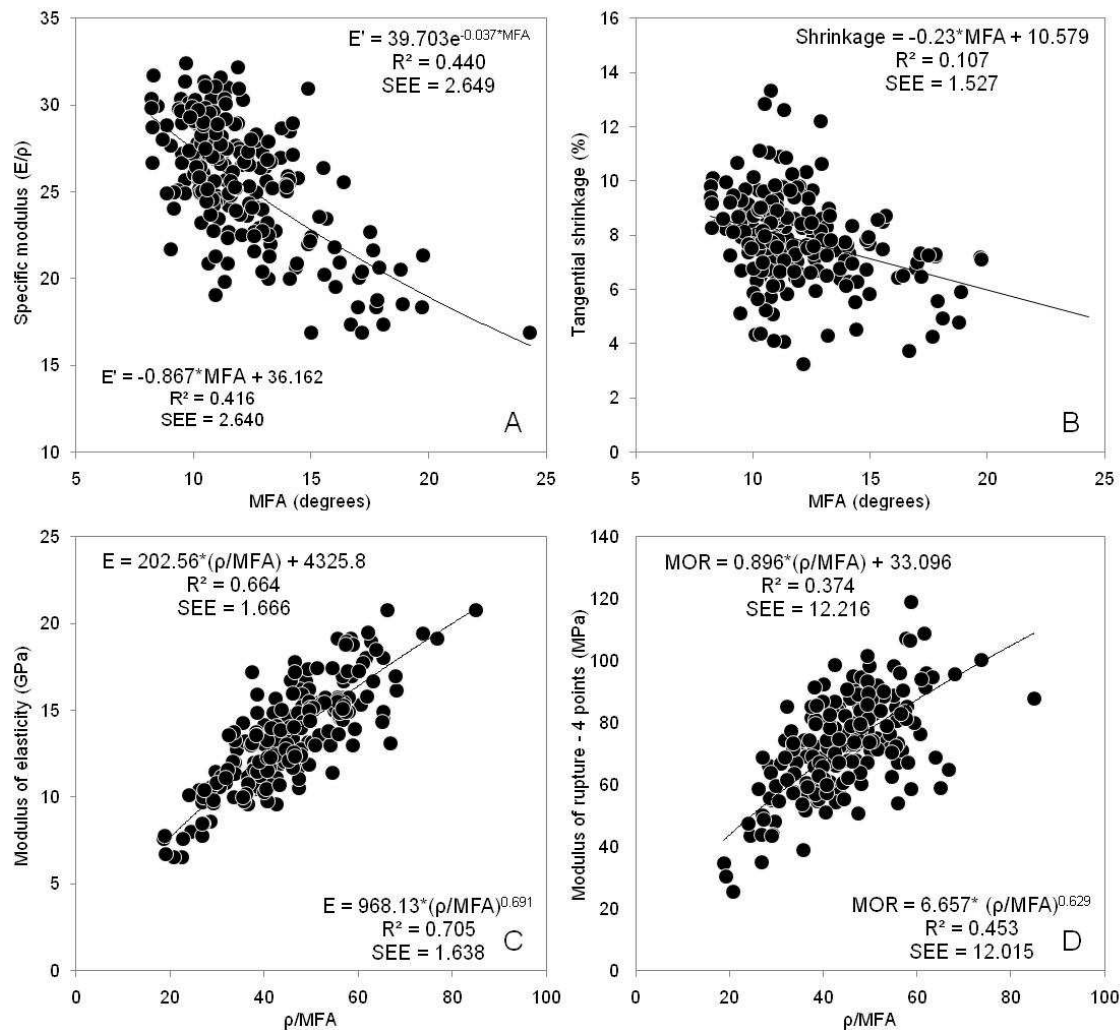 35
30
25
20
15
10
Specific modulus (E/ρ)
E' = 39.703e-0.037*MFA
R² = 0.440
SEE = 2.649
E' = -0.867*MFA + 36.162
R² = 0.416
SEE = 2.640
A
5 10 15 20 25
MFA (degrees)
16
14
12
10
8
6
4
2
0
Tangential shrinkage (%)
Shrinkage = -0.23*MFA + 10.579
R² = 0.107
SEE = 1.527
B
5 10 15 20 25
MFA (degrees)
25
20
15
10
5
0
Modulus of elasticity (GPa)
E = 202.56*(ρ/MFA) + 4325.8
R² = 0.664
SEE = 1.666
E = 968.13*(ρ/MFA)0.691
R² = 0.705
SEE = 1.638
C
0 20 40 60 80 100
ρ/MFA
140
120
100
80
60
40
20
0
Modulus of rupture - 4 points (MPa)
MOR = 0.896*(ρ/MFA) + 33.096
R² = 0.374
SEE = 12.216
MOR = 6.657* (ρ/MFA)0.629
R² = 0.453
SEE = 12.015
D
0 20 40 60 80 100
ρ/MFA